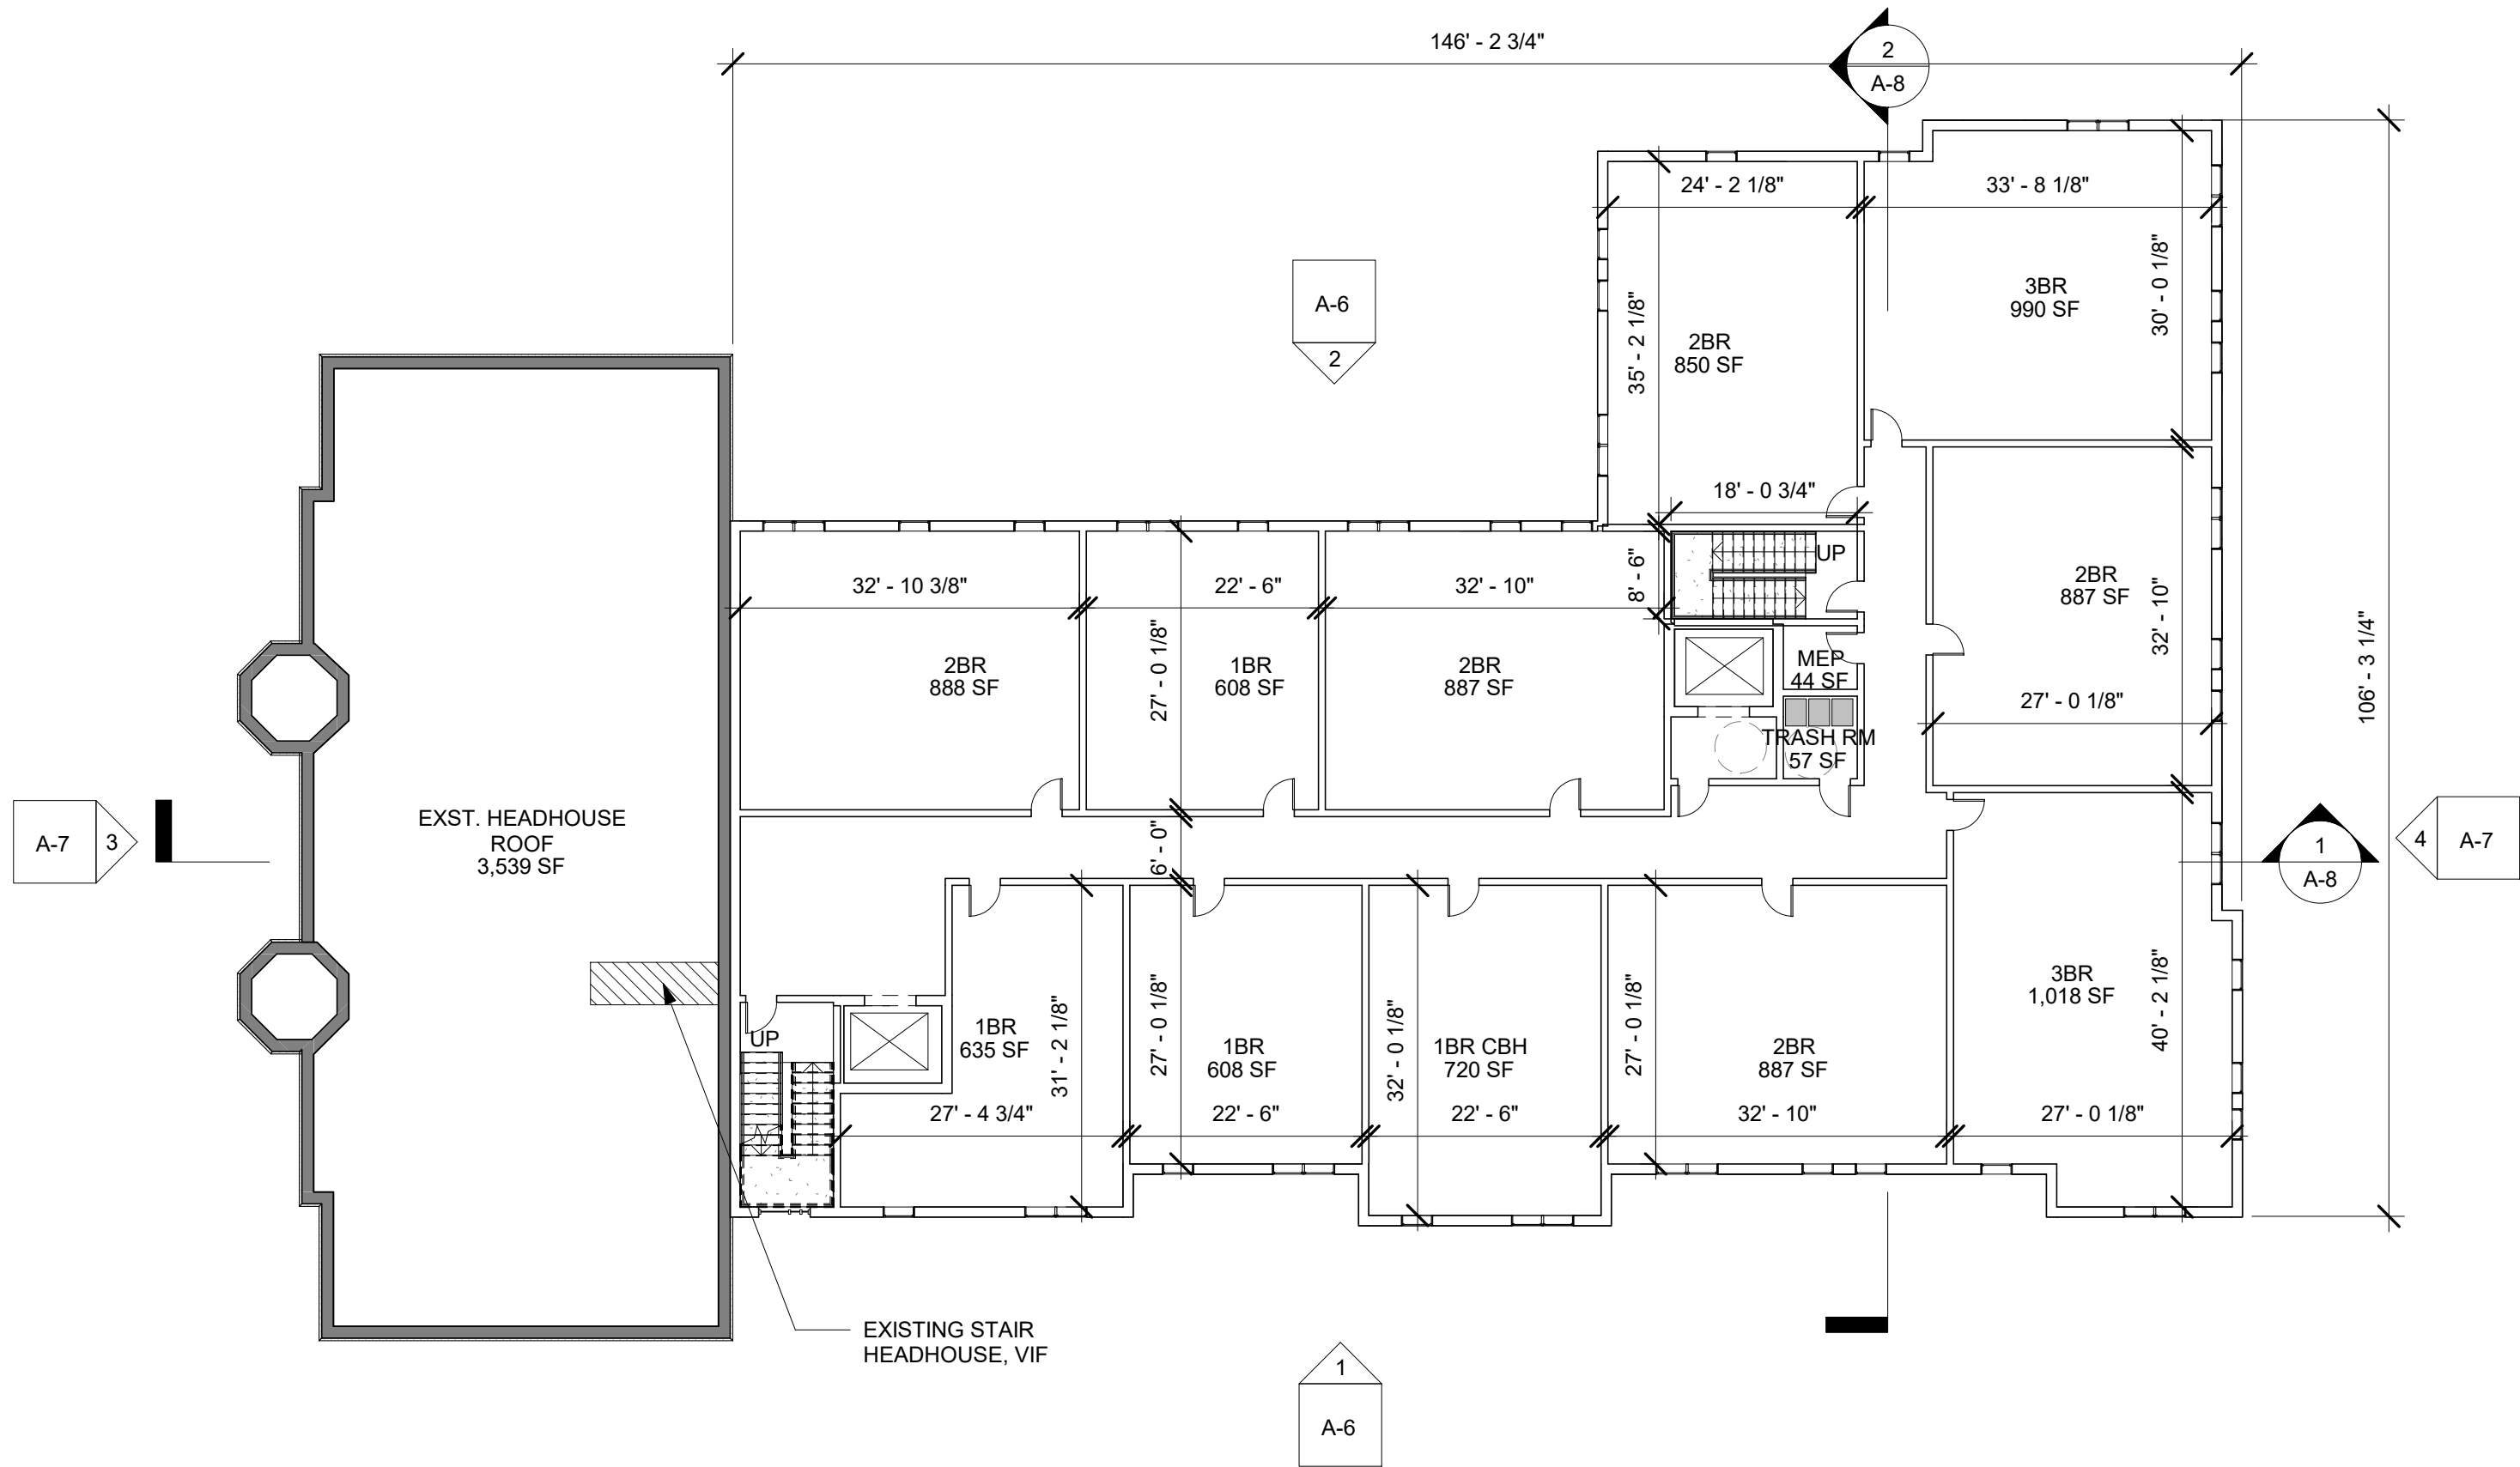 146' - 2 3/4"
2
A-8
24' - 2 1/8"
33' - 8 1/8"
30' - 0 1/8"
3BR
990 SF
A-6
2
35' - 2 1/8"
2BR
850 SF
18' - 0 3/4"
UP
8' - 6"
32' - 10 3/8"
22' - 6"
32' - 10"
2BR
887 SF
32' - 10"
27' - 0 1/8"
106' - 3 1/4"
2BR
888 SF
27' - 0 1/8"
1BR
608 SF
2BR
887 SF
MEP
44 SF
TRASH RM
57 SF
A-7
3
EXST. HEADHOUSE
ROOF
3,539 SF
6' - 0"
1
A-8
4
A-7
UP
1BR
635 SF
31' - 2 1/8"
27' - 4 3/4"
27' - 0 1/8"
1BR
608 SF
22' - 6"
32' - 0 1/8"
1BR CBH
720 SF
22' - 6"
27' - 0 1/8"
2BR
887 SF
32' - 10"
3BR
1,018 SF
40' - 2 1/8"
27' - 0 1/8"
EXISTING STAIR
HEADHOUSE, VIF
1
A-6